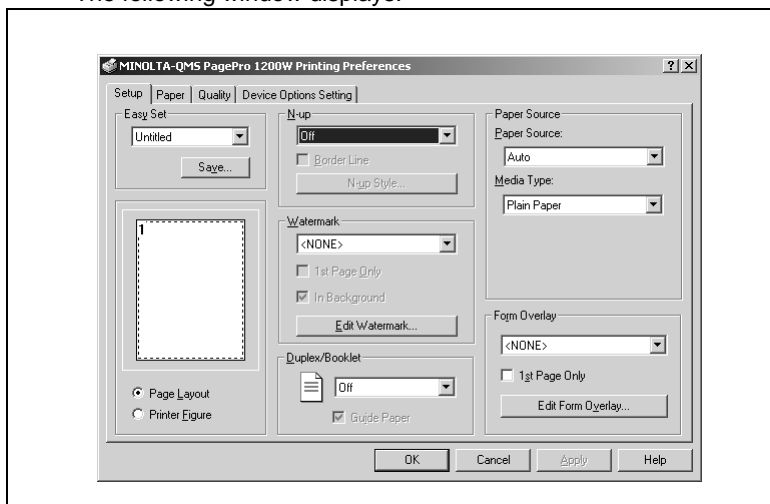 The following window displays.
MINOLTA-QMS PagePro 1200W Printing Preferences
Setup
Paper
Quality
Device Options Setting
Easy Set
Untitled
Save...
1
Page Layout
Printer Figure
N-up
Off
Border Line
N-up Style...
Watermark
<NONE>
1st Page Only
In Background
Edit Watermark...
Duplex/Booklet
Off
Guide Paper
Paper Source
Paper Source:
Auto
Media Type:
Plain Paper
Form Overlay
<NONE>
1st Page Only
Edit Form Overlay...
OK
Cancel
Apply
Help